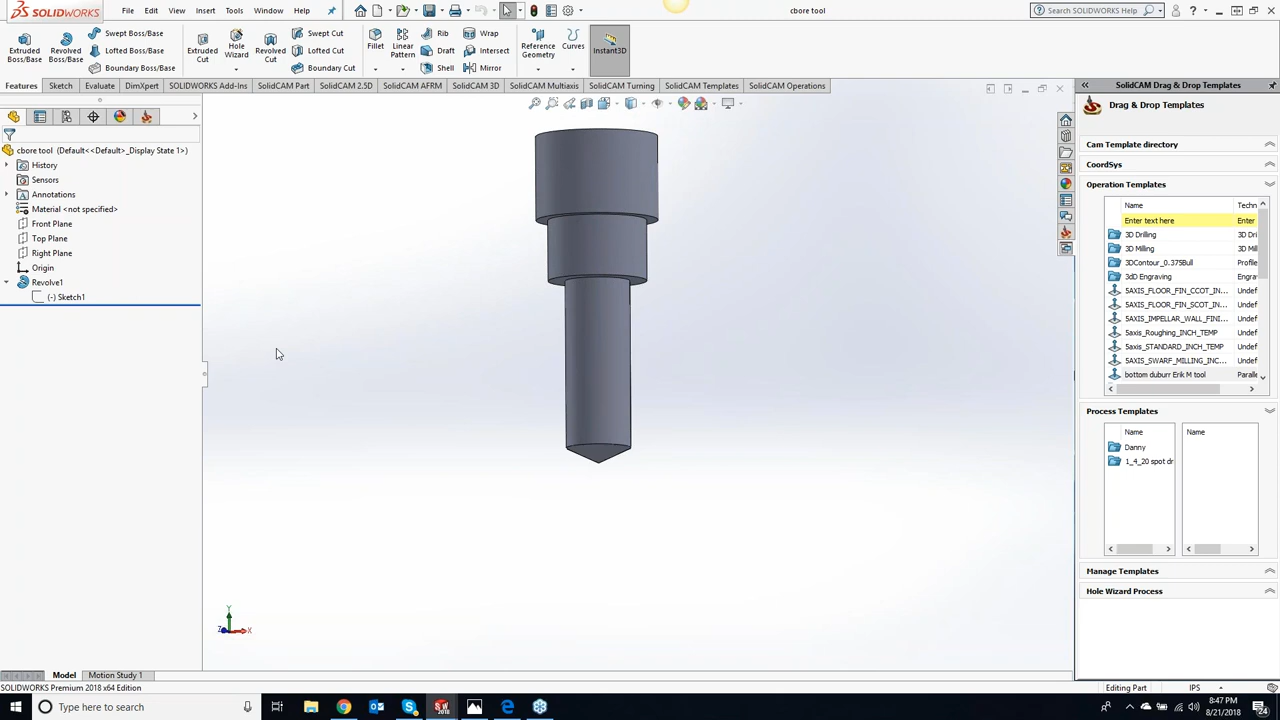 SOLIDWORKS File Edit View Insert Tools Window Help cbore tool Search SOLIDWORKS Help
Extruded Boss/Base
Revolved Boss/Base
Swept Boss/Base
Lofted Boss/Base
Boundary Boss/Base
Extruded Cut
Hole Wizard
Revolved Cut
Swept Cut
Lofted Cut
Boundary Cut
Fillet
Linear Pattern
Rib
Draft
Shell
Wrap
Intersect
Mirror
Reference Geometry
Curves
Instant3D
Features Sketch Evaluate DimXpert SOLIDWORKS Add-Ins SolidCAM Part SolidCAM 2.5D SolidCAM AFRM SolidCAM 3D SolidCAM Multiaxis SolidCAM Turning SolidCAM Templates SolidCAM Operations
cbore tool (Default<<Default>_Display State 1>)
History
Sensors
Annotations
Material <not specified>
Front Plane
Top Plane
Right Plane
Origin
Revolve1
(-) Sketch1
Y
Z X
SolidCAM Drag & Drop Templates
Drag & Drop Templates
Cam Template directory
CoordSys
Operation Templates
Name Techn
Enter text here Enter
3D Drilling 3D Dri
3D Milling 3D Mil
3DContour_0.375Bull Profile
3dD Engraving Engra
5AXIS_FLOOR_FIN_CCOT_IN... Undef
5AXIS_FLOOR_FIN_SCOT_IN... Undef
5AXIS_IMPELLAR_WALL_FINI... Undef
5axis_Roughing_INCH_TEMP Undef
5axis_STANDARD_INCH_TEMP Undef
5AXIS_SWARF_MILLING_INC... Undef
bottom duburr Erik M tool Paralle
Process Templates
Name Name
Danny
1_4_20 spot dr
Manage Templates
Hole Wizard Process
Model Motion Study 1
SOLIDWORKS Premium 2018 x64 Edition Editing Part IPS
Type here to search
8:47 PM
8/21/2018
24